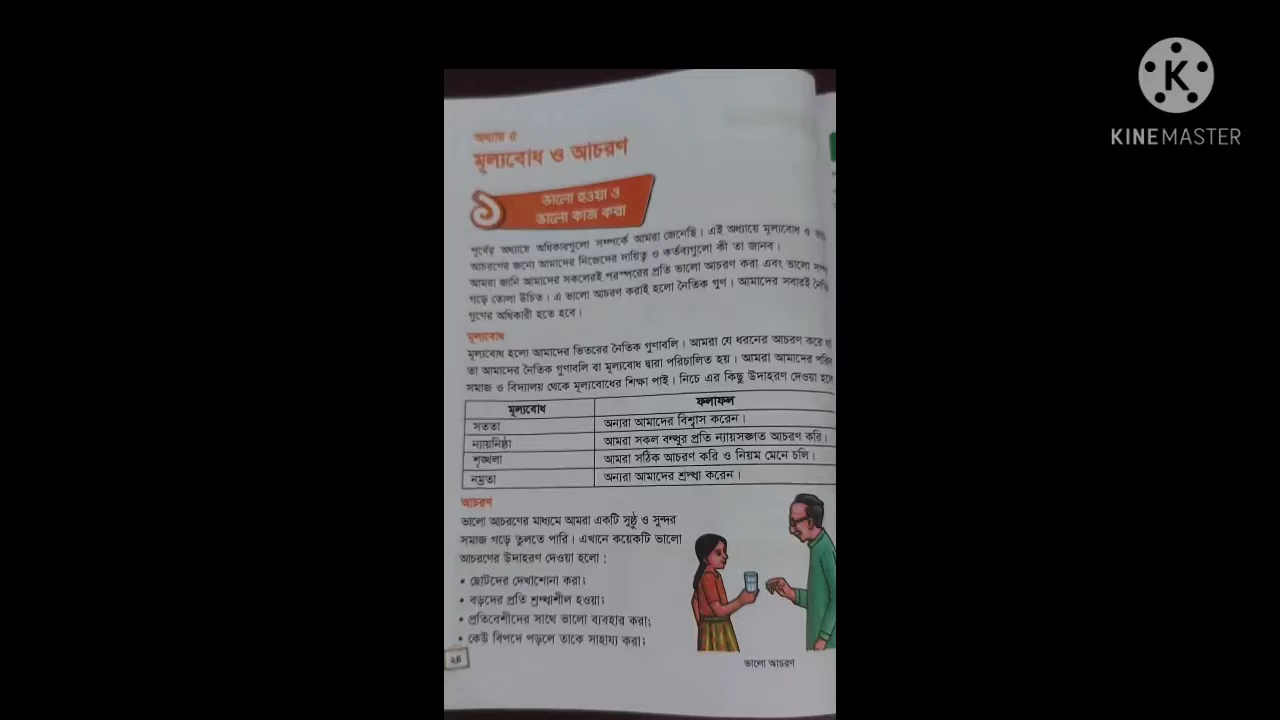 অধ্যায় ৫
মূল্যবোধ ও আচরণ
১
ভালো হওয়া ও
ভালো কাজ করা
পূর্বের অধ্যায়ে অধিকারগুলো সম্পর্কে আমরা জেনেছি। এই অধ্যায়ে মূল্যবোধ ও
আচরণের জন্যে আমাদের নিজেদের দায়িত্ব ও কর্তব্যগুলো কী তা জানব।
আমরা জানি আমাদের সকলেরই পরস্পরের প্রতি ভালো আচরণ করা এবং ভালো
গড়ে তোলা উচিত। এ ভালো আচরণ করাই হলো নৈতিক গুণ। আমাদের সবারই
গুণের অধিকারী হতে হবে।
মূল্যবোধ
মূল্যবোধ হলো আমাদের ভিতরের নৈতিক গুণাবলি। আমরা যে ধরনের আচরণ করে
তা আমাদের নৈতিক গুণাবলি বা মূল্যবোধ দ্বারা পরিচালিত হয়। আমরা আমাদের
সমাজ ও বিদ্যালয় থেকে মূল্যবোধের শিক্ষা পাই। নিচে এর কিছু উদাহরণ দেওয়া
মূল্যবোধ ফলাফল
সততা অন্যরা আমাদের বিশ্বাস করেন।
ন্যায়নিষ্ঠা আমরা সকল বন্ধুর প্রতি ন্যায়সঙ্গত আচরণ করি।
শৃঙ্খলা আমরা সঠিক আচরণ করি ও নিয়ম মেনে চলি।
নম্রতা অন্যরা আমাদের শ্রদ্ধা করেন।
আচরণ
ভালো আচরণের মাধ্যমে আমরা একটি সুষ্ঠু ও সুন্দর
সমাজ গড়ে তুলতে পারি। এখানে কয়েকটি ভালো
আচরণের উদাহরণ দেওয়া হলো :
• ছোটদের দেখাশোনা করা;
• বড়দের প্রতি শ্রদ্ধাশীল হওয়া;
• প্রতিবেশীদের সাথে ভালো ব্যবহার করা;
• কেউ বিপদে পড়লে তাকে সাহায্য করা;
২৪
ভালো আচরণ
K
KINEMASTER